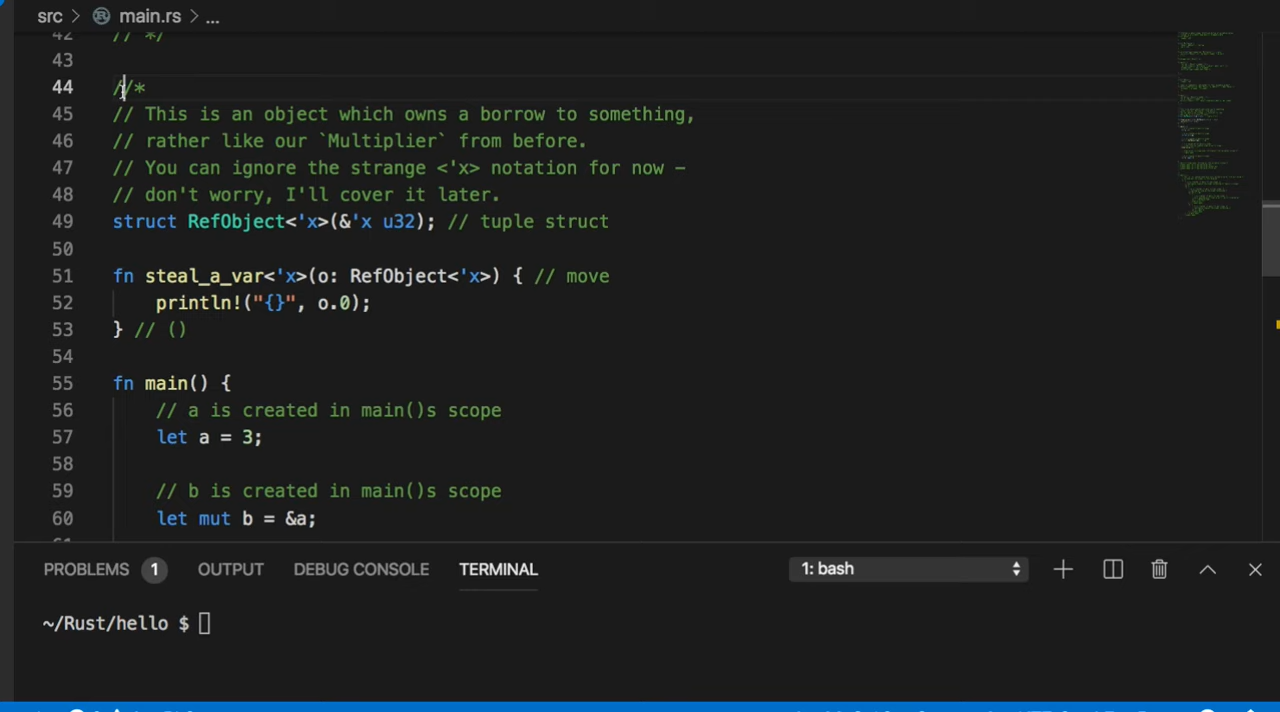 src > main.rs > ...
42 // */
43
44 //*
45 // This is an object which owns a borrow to something,
46 // rather like our `Multiplier` from before.
47 // You can ignore the strange <'x> notation for now -
48 // don't worry, I'll cover it later.
49 struct RefObject<'x>(&'x u32); // tuple struct
50
51 fn steal_a_var<'x>(o: RefObject<'x>) { // move
52 println!("{}", o.0);
53 } // ()
54
55 fn main() {
56 // a is created in main()s scope
57 let a = 3;
58
59 // b is created in main()s scope
60 let mut b = &a;
PROBLEMS 1 OUTPUT DEBUG CONSOLE TERMINAL 1: bash
~/Rust/hello $